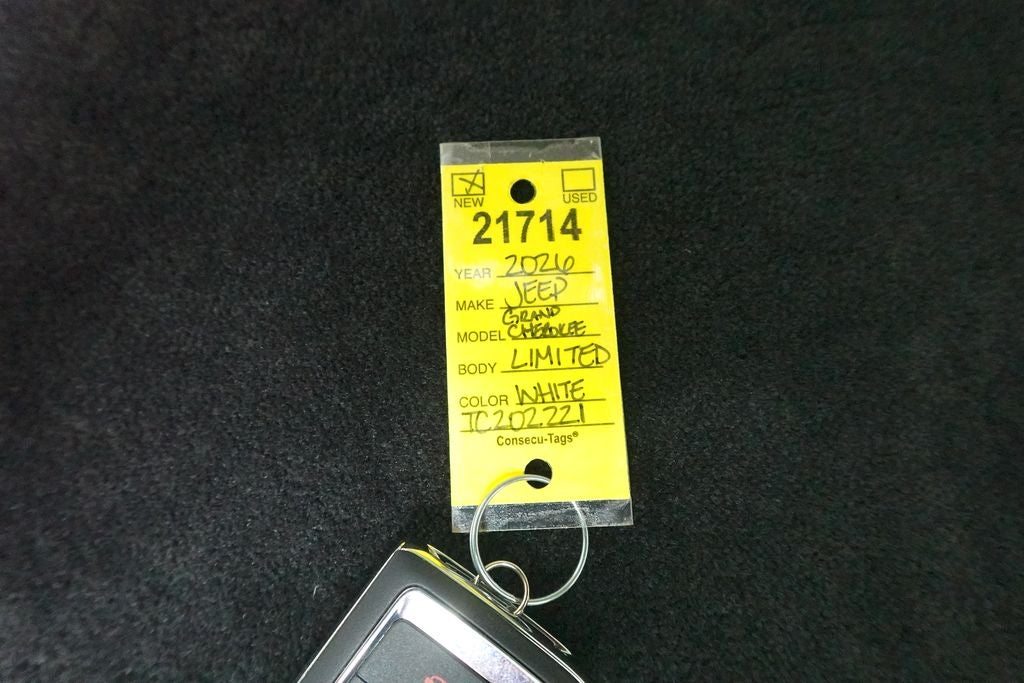 NEW USED
21714
YEAR 2026
MAKE JEEP
MODEL GRAND CHEROKEE
BODY LIMITED
COLOR WHITE
TC202221
Consecu-Tags®